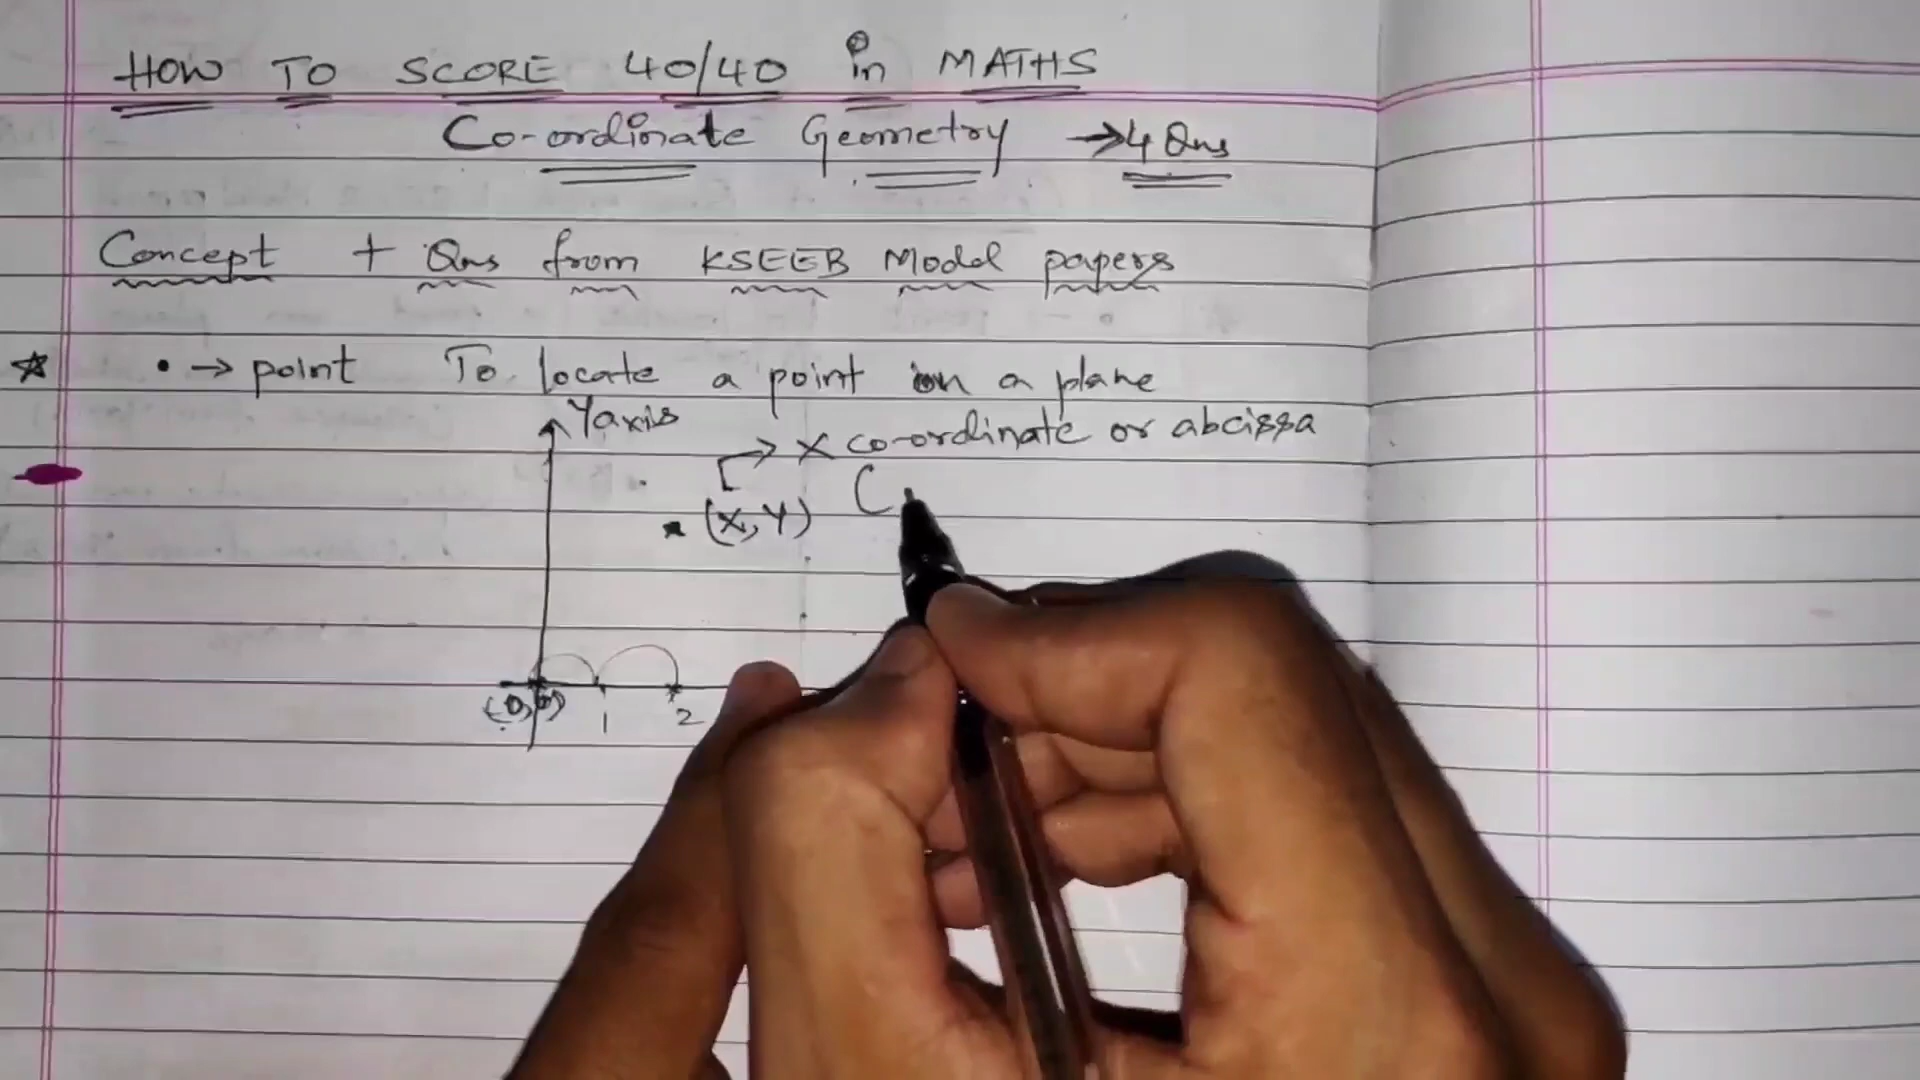 HOW TO SCORE 40/40 in MATHS
Co-ordinate Geometry → 4 Qns
Concept + Qns from KSEEB Model papers
☆ • → point To locate a point on a plane
Y axis
→ X co-ordinate or abcissa
(X, Y) (
(0,0) 1 2